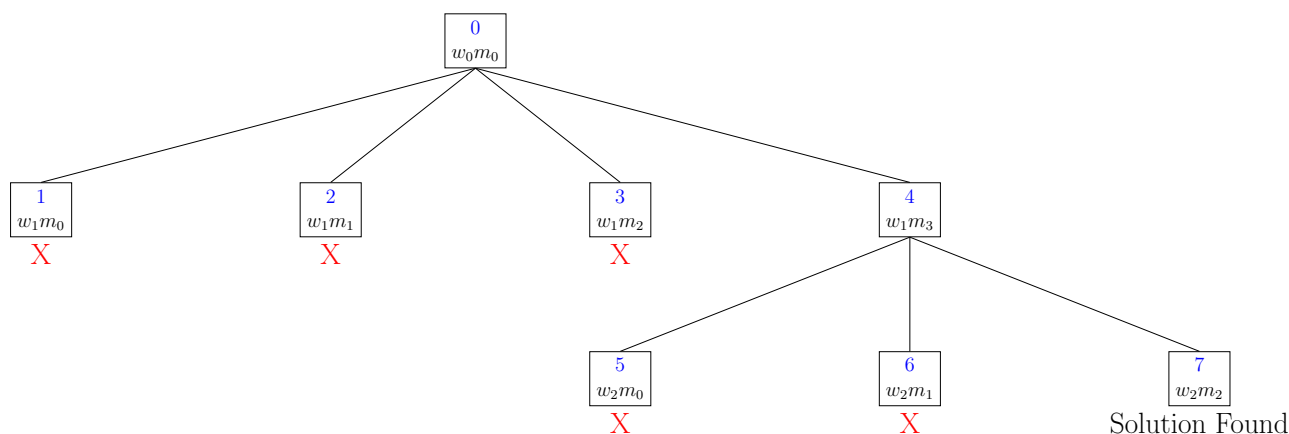 0
w₀m₀
1
w₁m₀
X
2
w₁m₁
X
3
w₁m₂
X
4
w₁m₃
5
w₂m₀
X
6
w₂m₁
X
7
w₂m₂
Solution Found